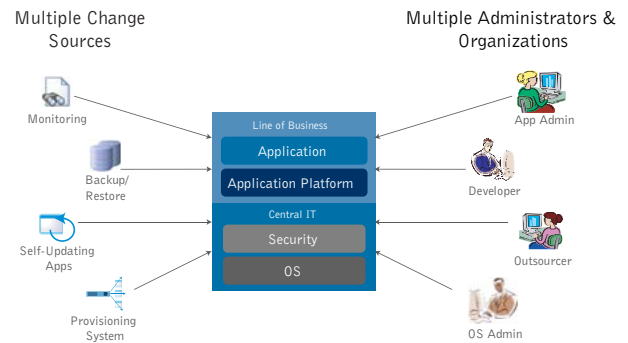 Multiple Change
Sources
Multiple Administrators &
Organizations
Monitoring
Backup/
Restore
Self-Updating
Apps
Provisioning
System
Line of Business
Application
Application Platform
Central IT
Security
OS
App Admin
Developer
Outsourcer
OS Admin